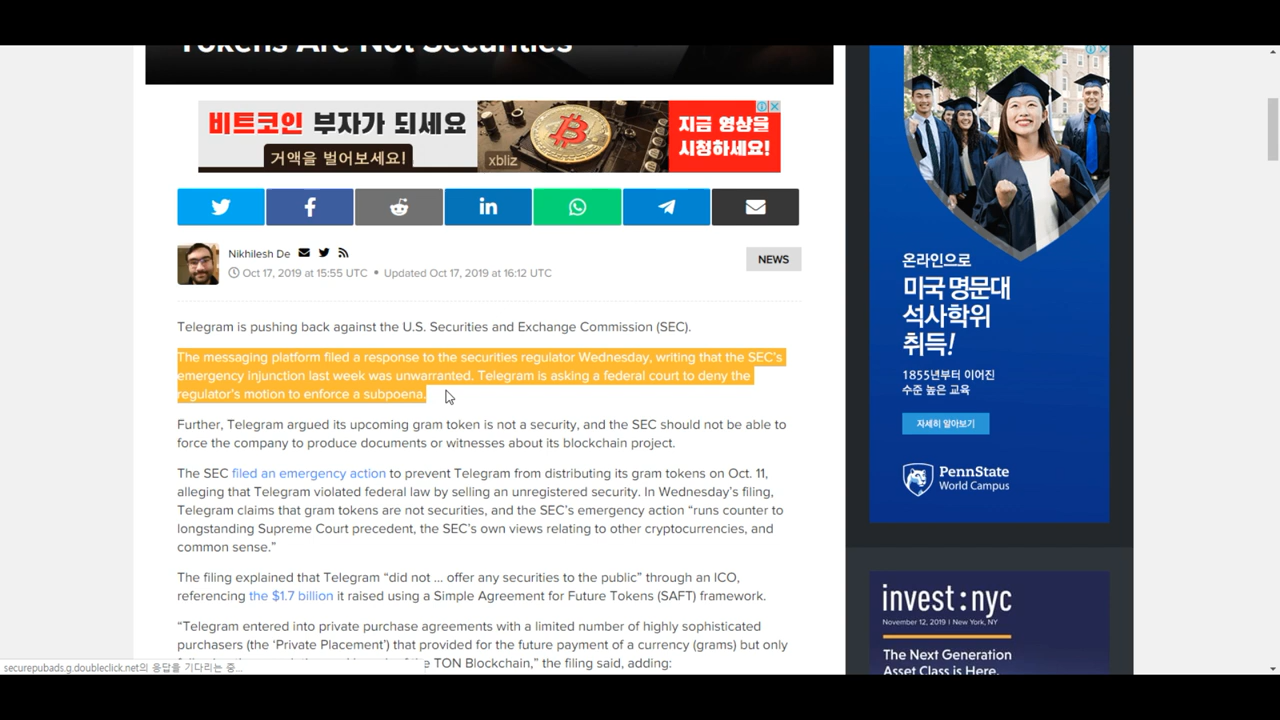 Tokens Are Not Securities
비트코인 부자가 되세요
거액을 벌어보세요!
xbliz
지금 영상을
시청하세요!
Nikhilesh De
Oct 17, 2019 at 15:55 UTC • Updated Oct 17, 2019 at 16:12 UTC
NEWS
Telegram is pushing back against the U.S. Securities and Exchange Commission (SEC).
The messaging platform filed a response to the securities regulator Wednesday, writing that the SEC's
emergency injunction last week was unwarranted. Telegram is asking a federal court to deny the
regulator's motion to enforce a subpoena.
Further, Telegram argued its upcoming gram token is not a security, and the SEC should not be able to
force the company to produce documents or witnesses about its blockchain project.
The SEC filed an emergency action to prevent Telegram from distributing its gram tokens on Oct. 11,
alleging that Telegram violated federal law by selling an unregistered security. In Wednesday's filing,
Telegram claims that gram tokens are not securities, and the SEC's emergency action “runs counter to
longstanding Supreme Court precedent, the SEC's own views relating to other cryptocurrencies, and
common sense.”
The filing explained that Telegram “did not ... offer any securities to the public” through an ICO,
referencing the $1.7 billion it raised using a Simple Agreement for Future Tokens (SAFT) framework.
“Telegram entered into private purchase agreements with a limited number of highly sophisticated
purchasers (the ‘Private Placement’) that provided for the future payment of a currency (grams) but only
TON Blockchain,” the filing said, adding:
securepubads.g.doubleclick.net의 응답을 기다리는 중...
온라인으로
미국 명문대
석사학위
취득!
1855년부터 이어진
수준 높은 교육
자세히 알아보기
PennState
World Campus
invest:nyc
November 12, 2019 | New York, NY
The Next Generation
Asset Class is Here.